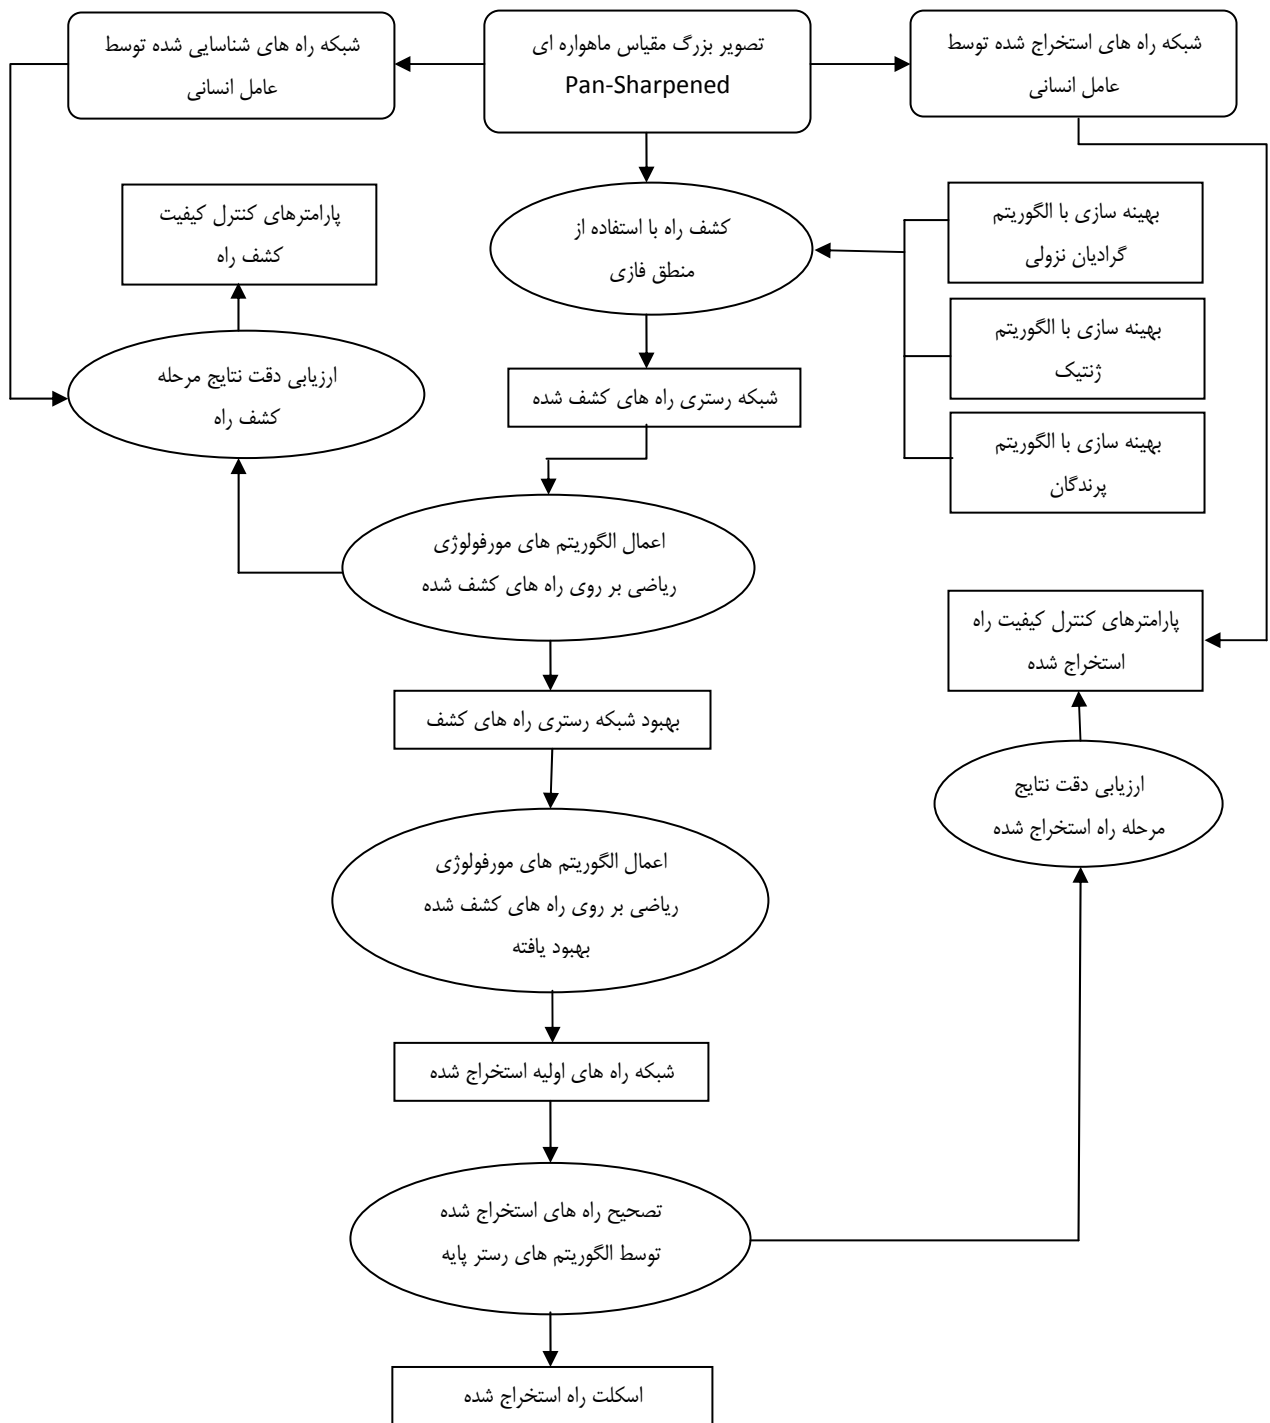 شبکه راه های استخراج شده توسط
عامل انسانی
تصویر بزرگ مقیاس ماهواره ای
Pan-Sharpened
شبکه راه های شناسایی شده توسط
عامل انسانی
بهینه سازی با الگوریتم
گرادیان نزولی
کشف راه با استفاده از
منطق فازی
پارامترهای کنترل کیفیت
کشف راه
بهینه سازی با الگوریتم
ژنتیک
ارزیابی دقت نتایج مرحله
کشف راه
شبکه رستری راه های کشف شده
بهینه سازی با الگوریتم
پرندگان
اعمال الگوریتم های مورفولوژی
ریاضی بر روی راه های کشف شده
پارامترهای کنترل کیفیت راه
استخراج شده
بهبود شبکه رستری راه های کشف
ارزیابی دقت نتایج
مرحله راه استخراج شده
اعمال الگوریتم های مورفولوژی
ریاضی بر روی راه های کشف شده
بهبود یافته
شبکه راه های اولیه استخراج شده
تصحیح راه های استخراج شده
توسط الگوریتم های رستر پایه
اسکلت راه استخراج شده